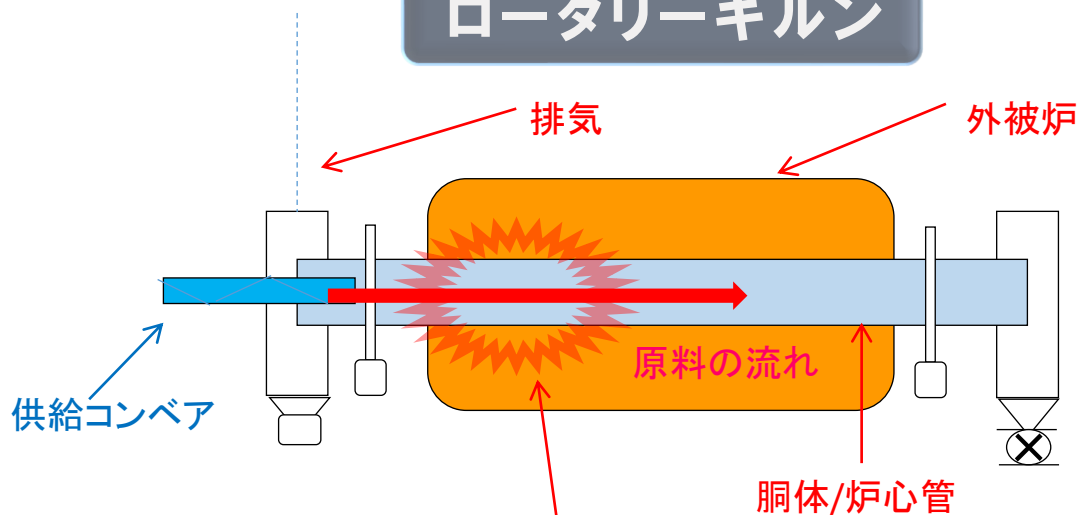 ロータリーキルン
排気
外被炉
原料の流れ
供給コンベア
胴体/炉心管